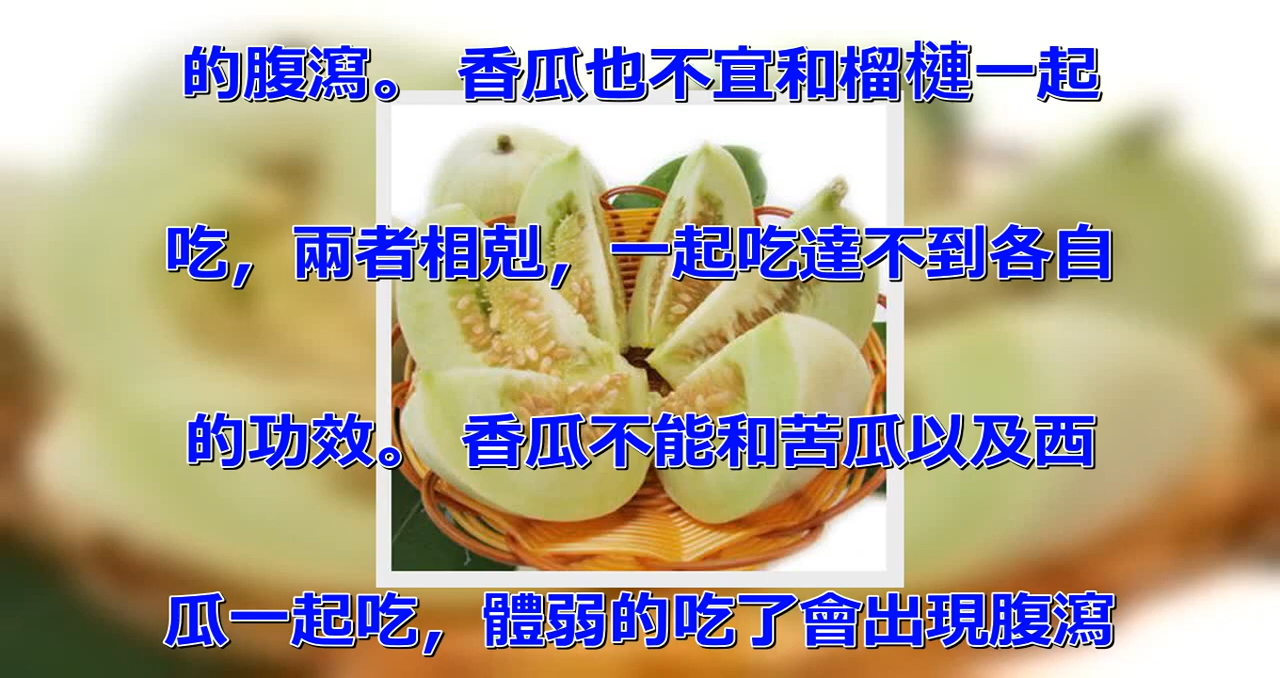 的腹瀉。 香瓜也不宜和榴槤一起
吃，兩者相剋，一起吃達不到各自
的功效。 香瓜不能和苦瓜以及西
瓜一起吃，體弱的吃了會出現腹瀉